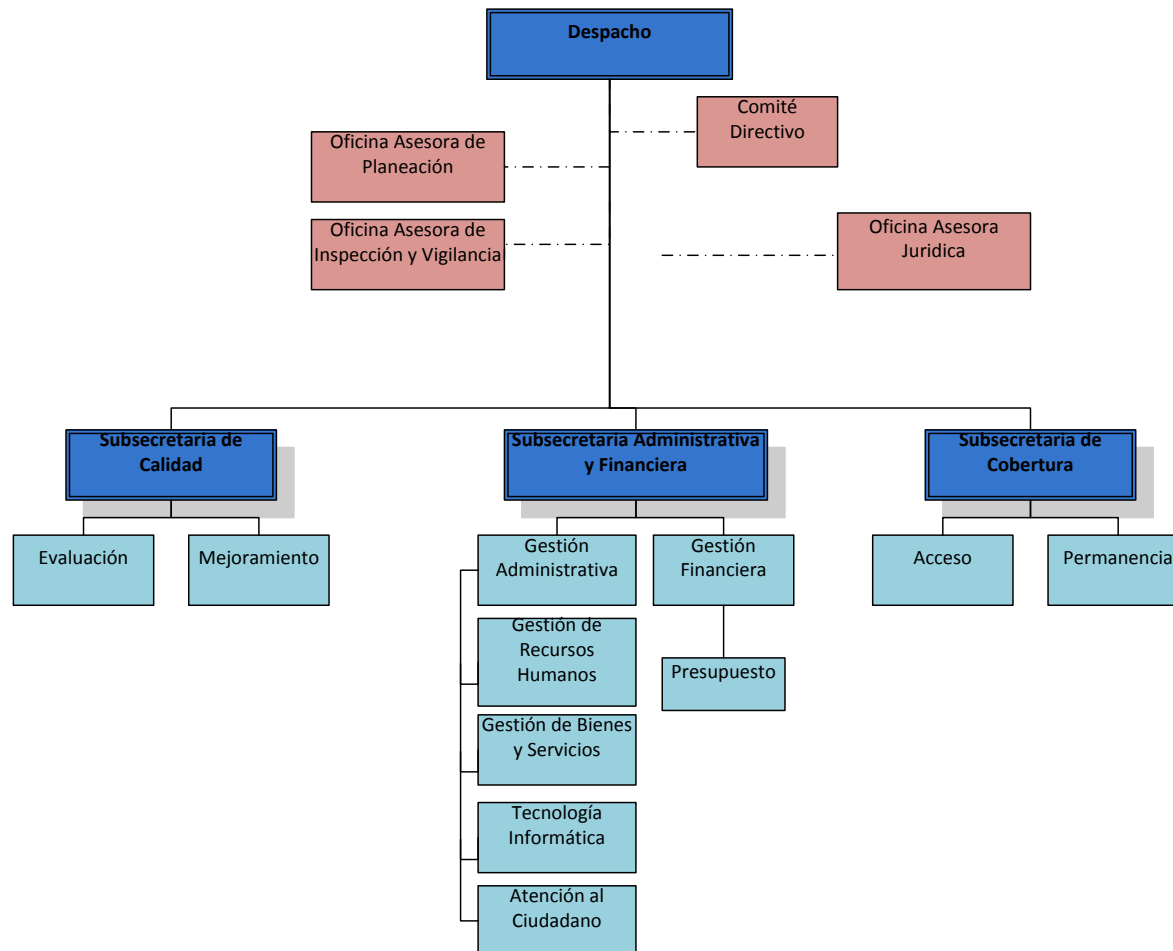 Despacho
Comité
Directivo
Oficina Asesora de
Planeación
Oficina Asesora de
Inspección y Vigilancia
Oficina Asesora
Juridica
Subsecretaria de
Calidad
Subsecretaria Administrativa
y Financiera
Subsecretaria de
Cobertura
Evaluación
Mejoramiento
Gestión
Administrativa
Gestión
Financiera
Acceso
Permanencia
Gestión de
Recursos
Humanos
Presupuesto
Gestión de Bienes
y Servicios
Tecnología
Informática
Atención al
Ciudadano